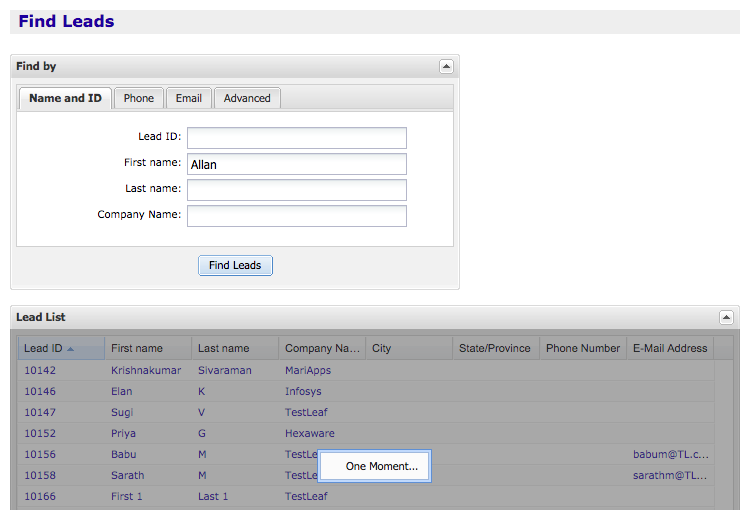 Find Leads
Find by
Name and ID Phone Email Advanced
Lead ID:
First name: Allan
Last name:
Company Name:
Find Leads
Lead List
Lead ID First name Last name Company Na... City State/Province Phone Number E-Mail Address
10142 Krishnakumar Sivaraman MariApps
10146 Elan K Infosys
10147 Sugi V TestLeaf
10152 Priya G Hexaware
10156 Babu M TestLe babum@TL.c...
One Moment...
10158 Sarath M TestLe sarathm@TL...
10166 First 1 Last 1 TestLeaf